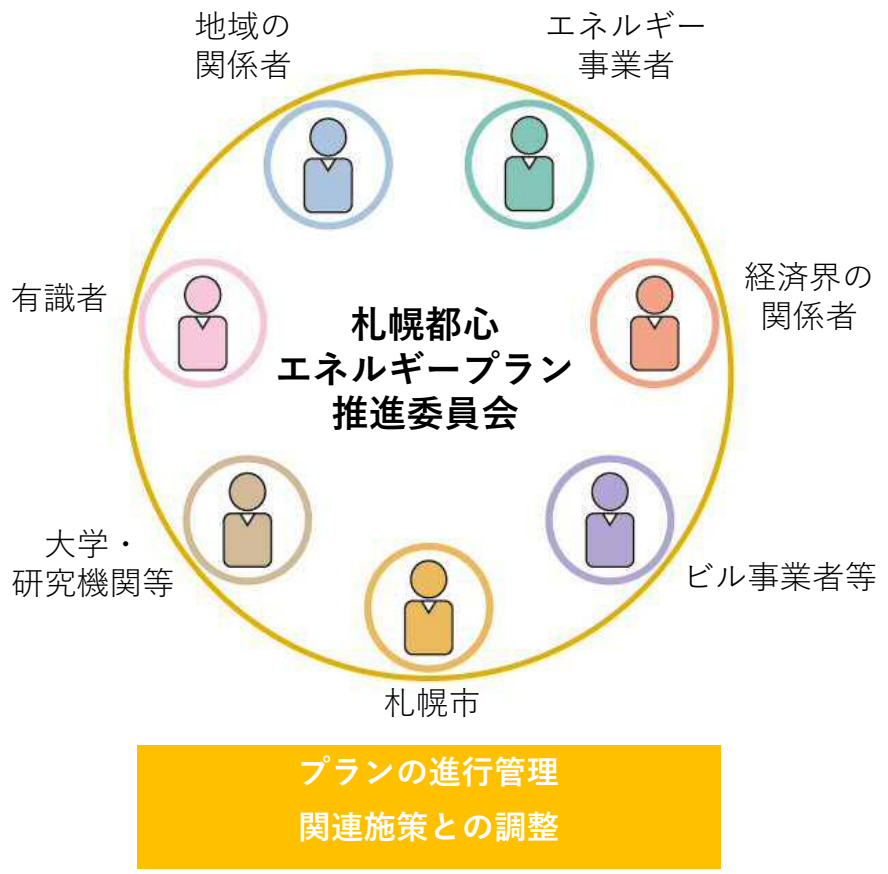 地域の
関係者
エネルギー
事業者
有識者
経済界の
関係者
札幌都心
エネルギープラン
推進委員会
大学・
研究機関等
ビル事業者等
札幌市
プランの進行管理
関連施策との調整